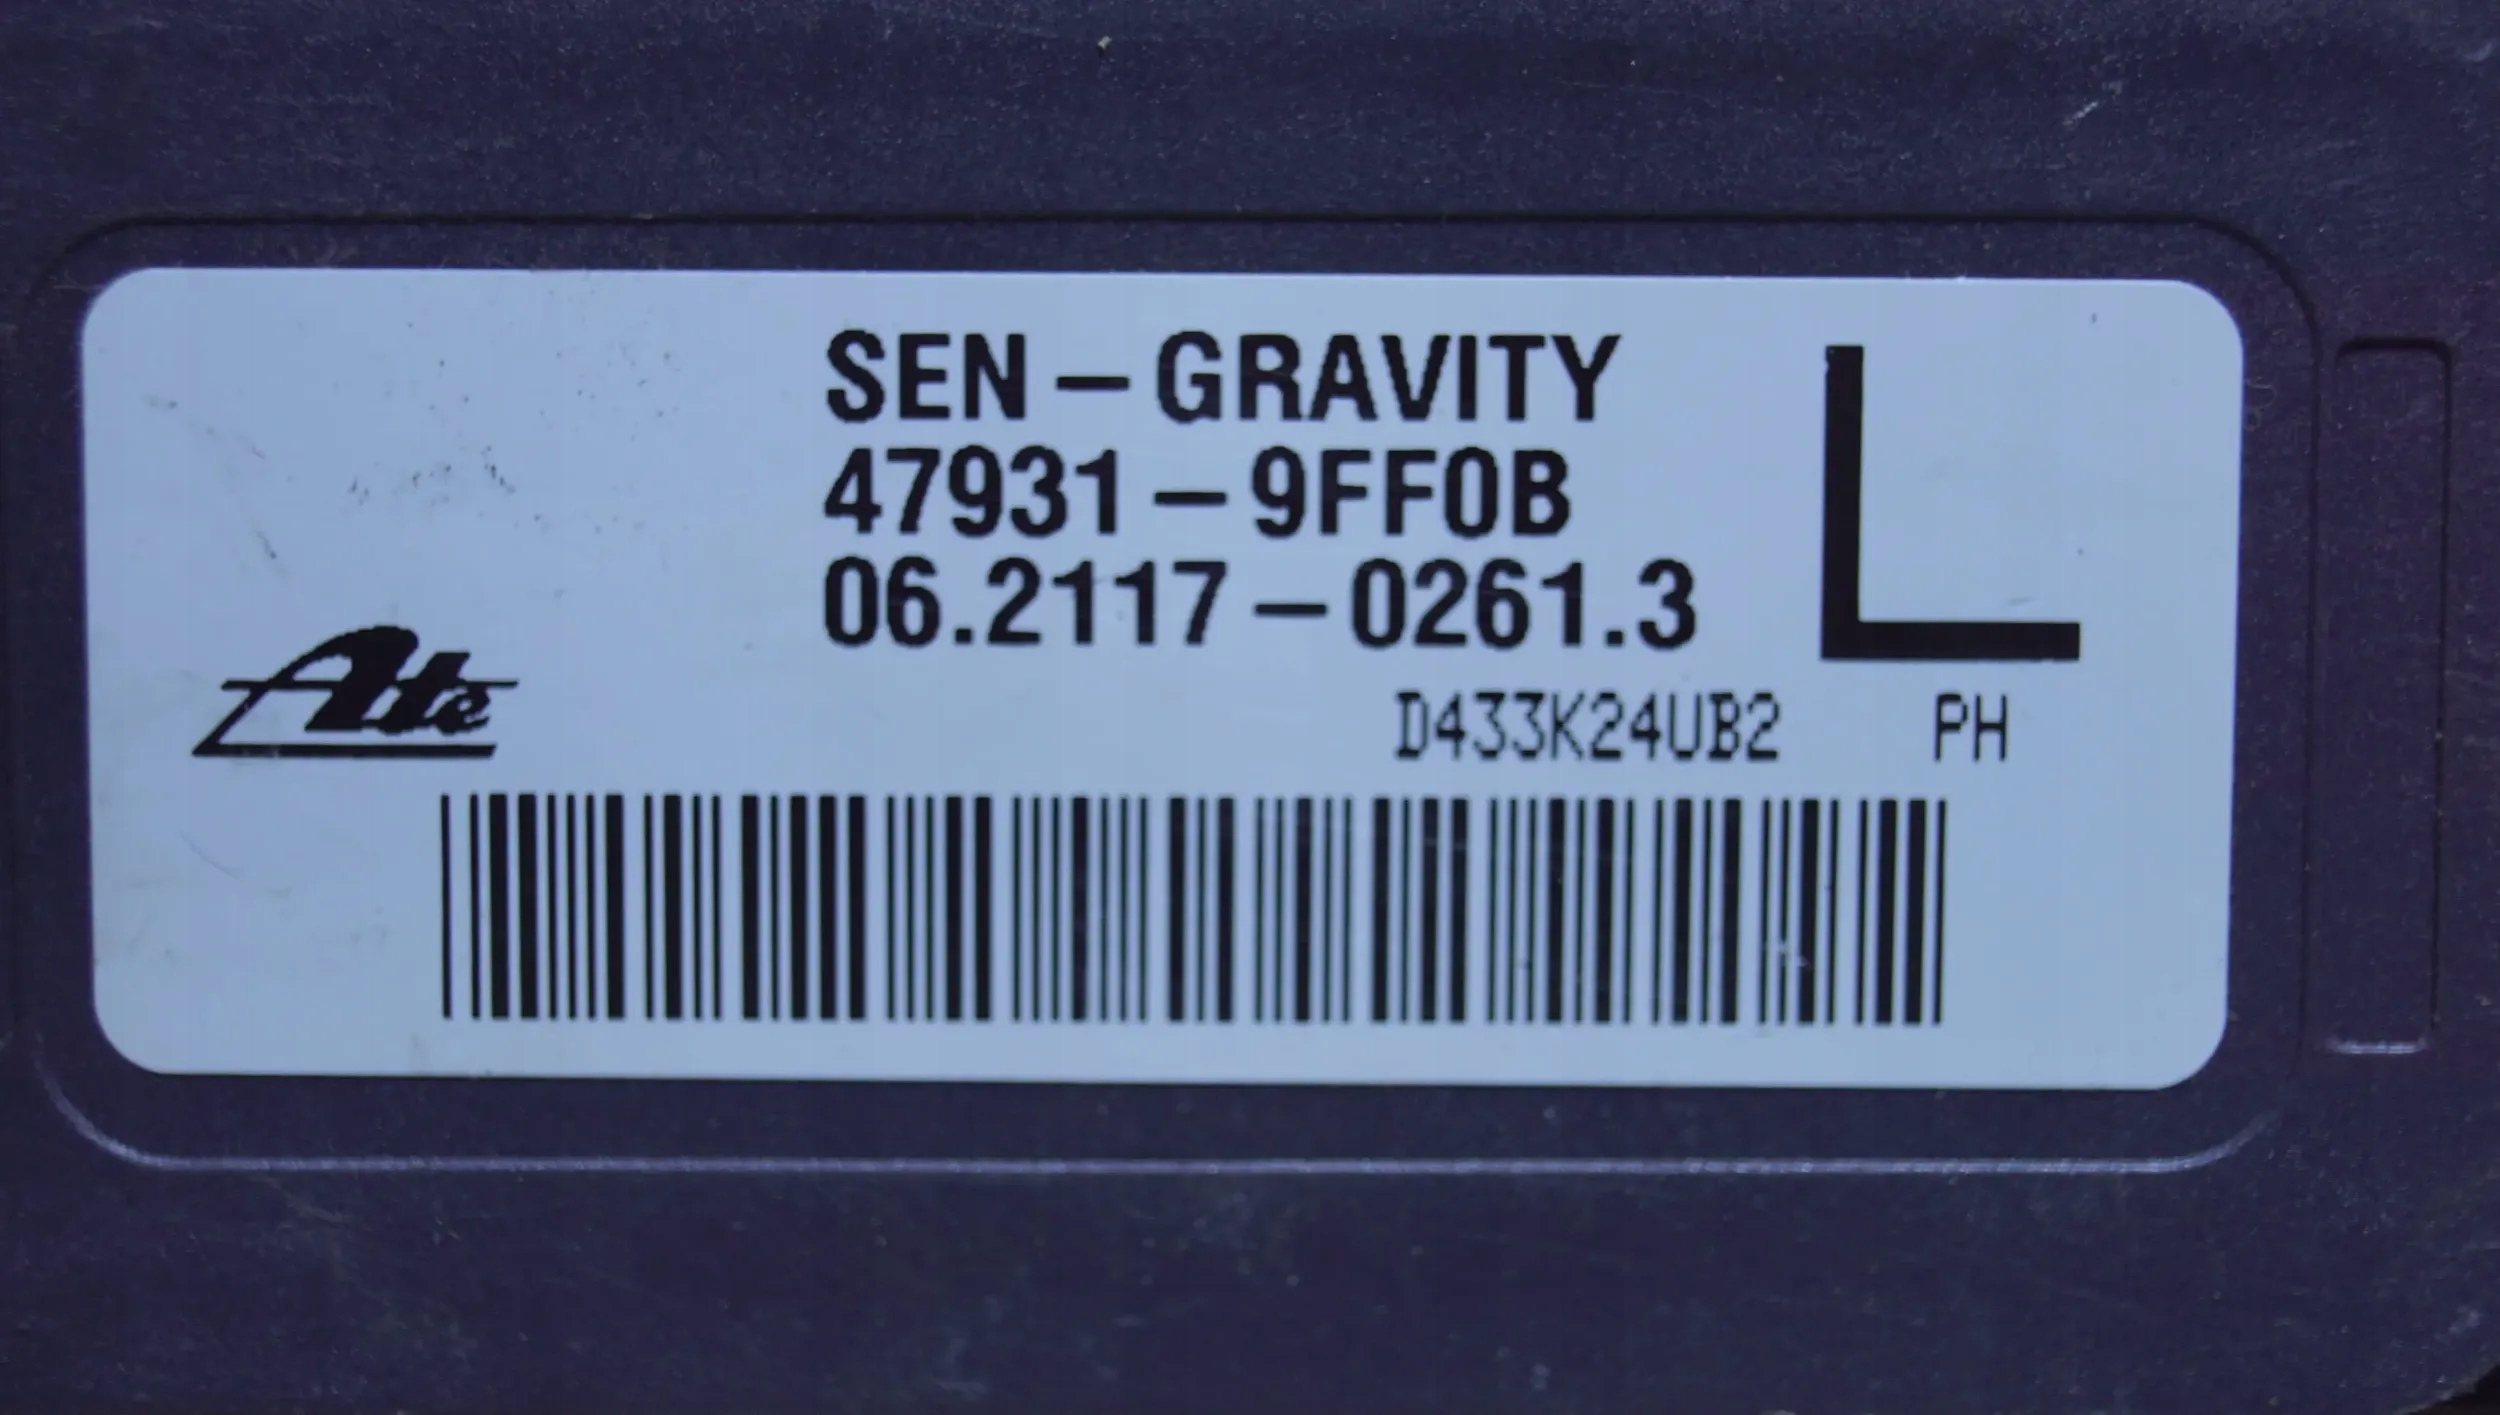 SEN-GRAVITY
47931-9FF0B
06.2117-0261.3
L
Ate
D433K24UB2 PH